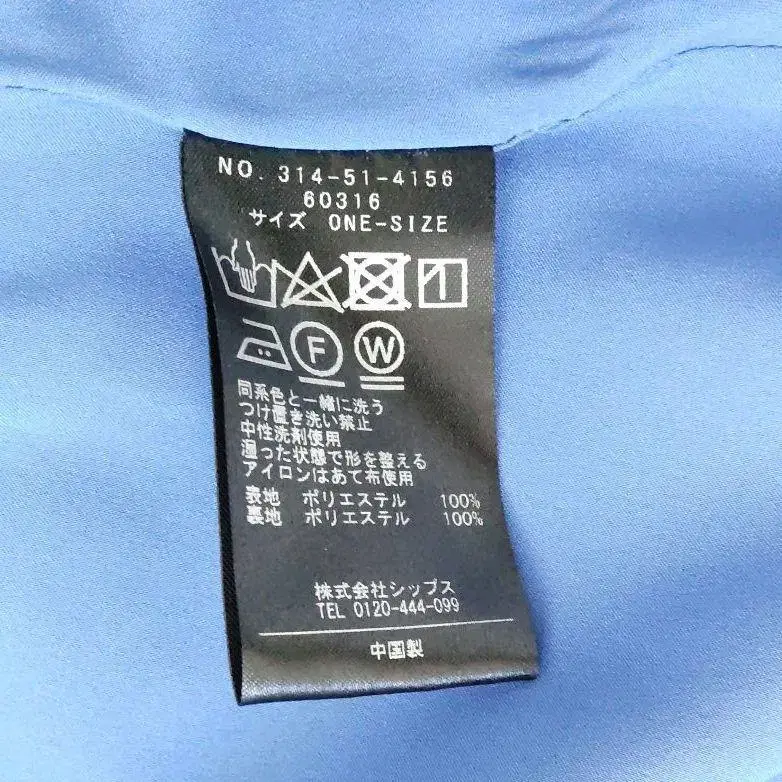 NO. 314-51-4156
60316
サイズ ONE-SIZE
F W
同系色と一緒に洗う
つけ置き洗い禁止
中性洗剤使用
湿った状態で形を整える
アイロンはあて布使用
表地 ポリエステル 100%
裏地 ポリエステル 100%
株式会社シップス
TEL 0120-444-099
中国製